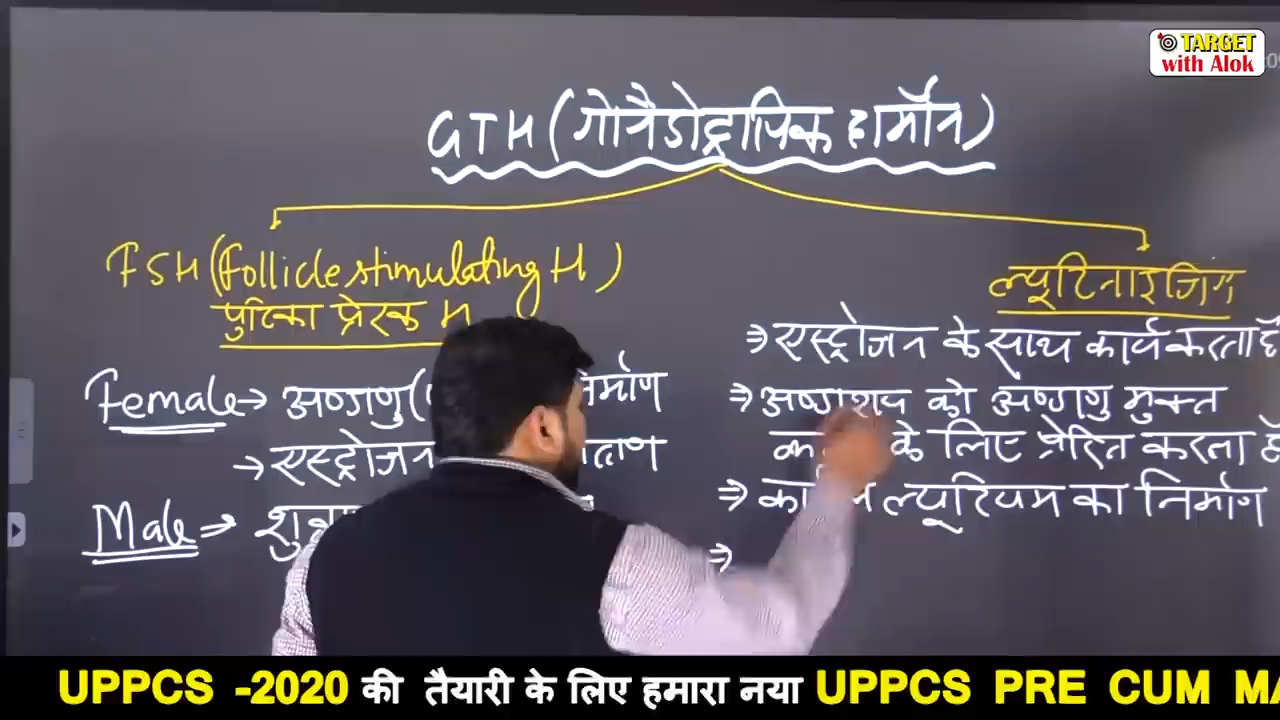 TARGET
with Alok
GTH (गोनैडोट्रापिक हार्मोन)
FSH (Follicle stimulating H)
पुटिका प्रेरक H
ल्यूटिनाइजिंग
⇒ एस्ट्रोजन के साथ कार्य करता है
Female → अण्डाणु ( निर्माण
⇒ अण्डाशय को अण्डाणु मुक्त
के लिए प्रेरित करता है
→ एस्ट्रोजन
⇒ ल्यूटियम का निर्माण
Male ⇒
⇒
UPPCS -2020 की तैयारी के लिए हमारा नया UPPCS PRE CUM MA